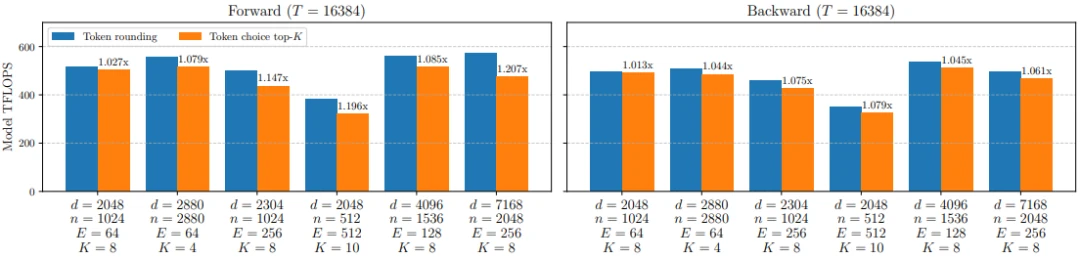 Forward (T = 16384)
Token rounding
Token choice top-K
Model TFLOPS
600
400
200
0
1.027x
1.079x
1.147x
1.196x
1.085x
1.207x
d = 2048
n = 1024
E = 64
K = 8
d = 2880
n = 2880
E = 64
K = 4
d = 2304
n = 1024
E = 256
K = 8
d = 2048
n = 512
E = 512
K = 10
d = 4096
n = 1536
E = 128
K = 8
d = 7168
n = 2048
E = 256
K = 8
Backward (T = 16384)
1.013x
1.044x
1.075x
1.079x
1.045x
1.061x
d = 2048
n = 1024
E = 64
K = 8
d = 2880
n = 2880
E = 64
K = 4
d = 2304
n = 1024
E = 256
K = 8
d = 2048
n = 512
E = 512
K = 10
d = 4096
n = 1536
E = 128
K = 8
d = 7168
n = 2048
E = 256
K = 8